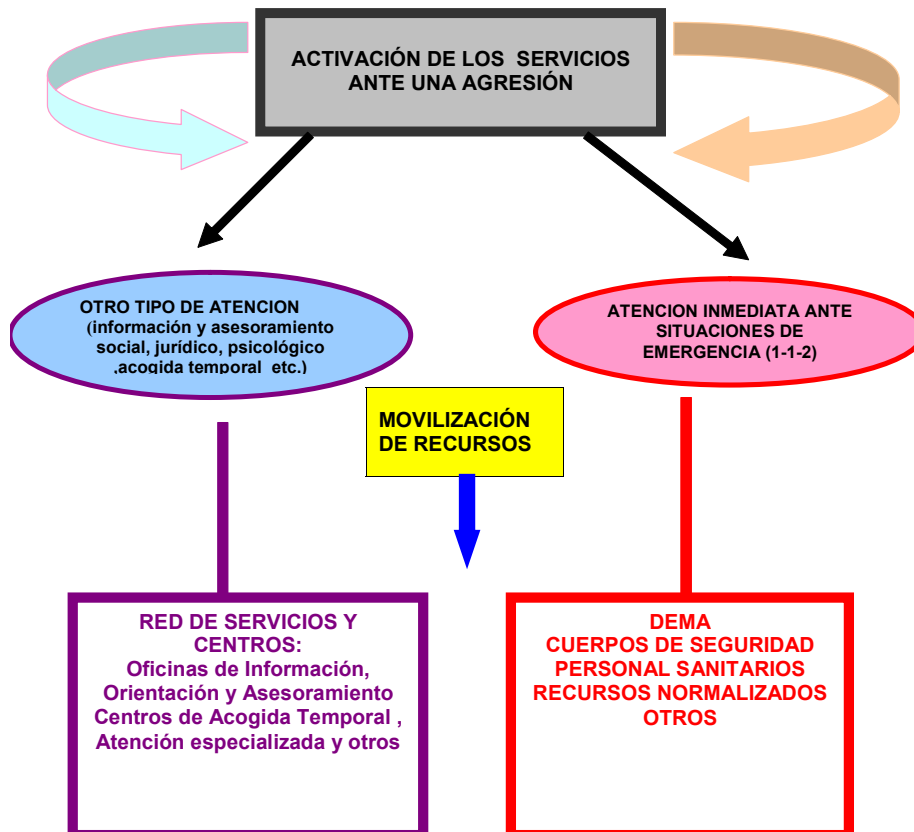 ACTIVACIÓN DE LOS SERVICIOS
ANTE UNA AGRESIÓN
OTRO TIPO DE ATENCION
(información y asesoramiento
social, jurídico, psicológico
,acogida temporal etc.)
ATENCION INMEDIATA ANTE
SITUACIONES DE
EMERGENCIA (1-1-2)
MOVILIZACIÓN
DE RECURSOS
RED DE SERVICIOS Y
CENTROS:
Oficinas de Información,
Orientación y Asesoramiento
Centros de Acogida Temporal ,
Atención especializada y otros
DEMA
CUERPOS DE SEGURIDAD
PERSONAL SANITARIOS
RECURSOS NORMALIZADOS
OTROS